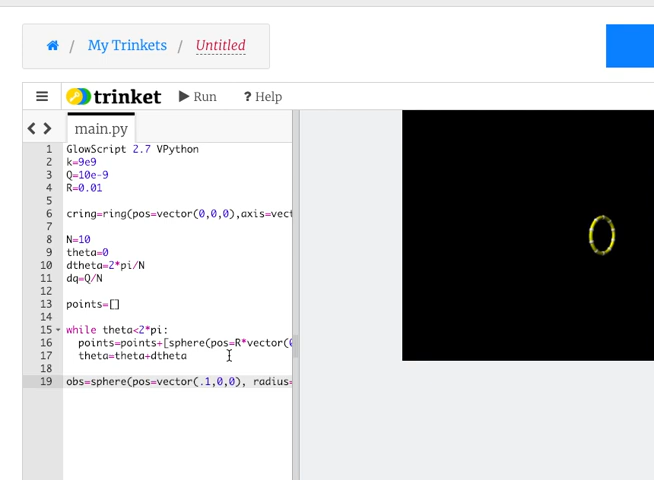 / My Trinkets / Untitled
trinket Run ? Help
main.py
1 GlowScript 2.7 VPython
2 k=9e9
3 Q=10e-9
4 R=0.01
5
6 cring=ring(pos=vector(0,0,0),axis=vect
7
8 N=10
9 theta=0
10 dtheta=2*pi/N
11 dq=Q/N
12
13 points=[]
14
15 while theta<2*pi:
16 points=points+[sphere(pos=R*vector(0
17 theta=theta+dtheta
18
19 obs=sphere(pos=vector(.1,0,0), radius=